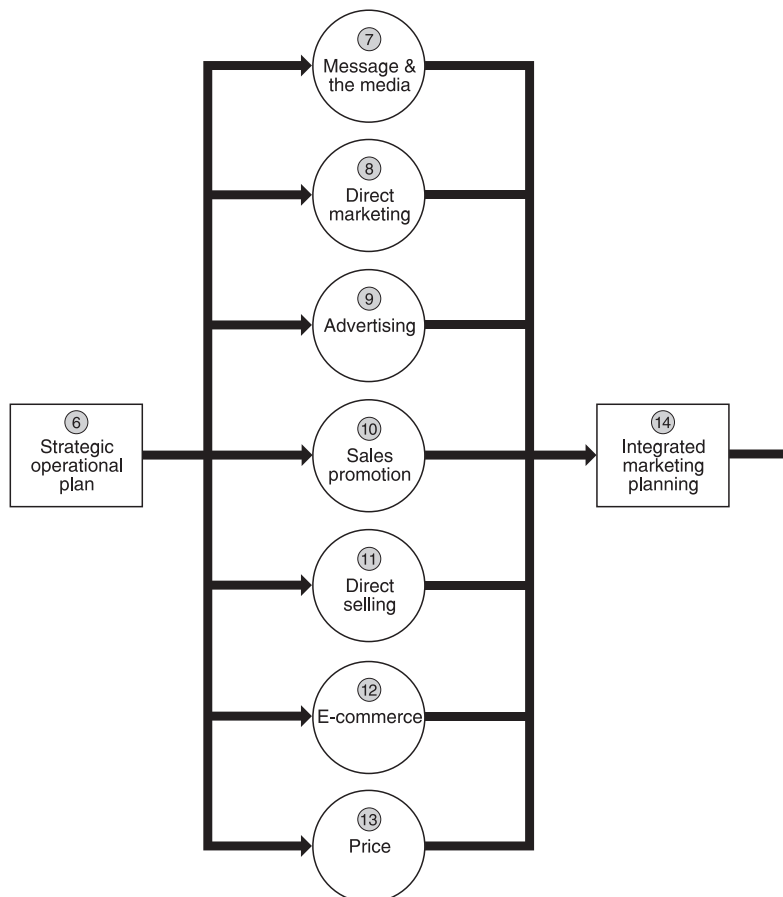 7
Message &
the media
8
Direct
marketing
9
Advertising
6
Strategic
operational
plan
10
Sales
promotion
14
Integrated
marketing
planning
11
Direct
selling
12
E-commerce
13
Price